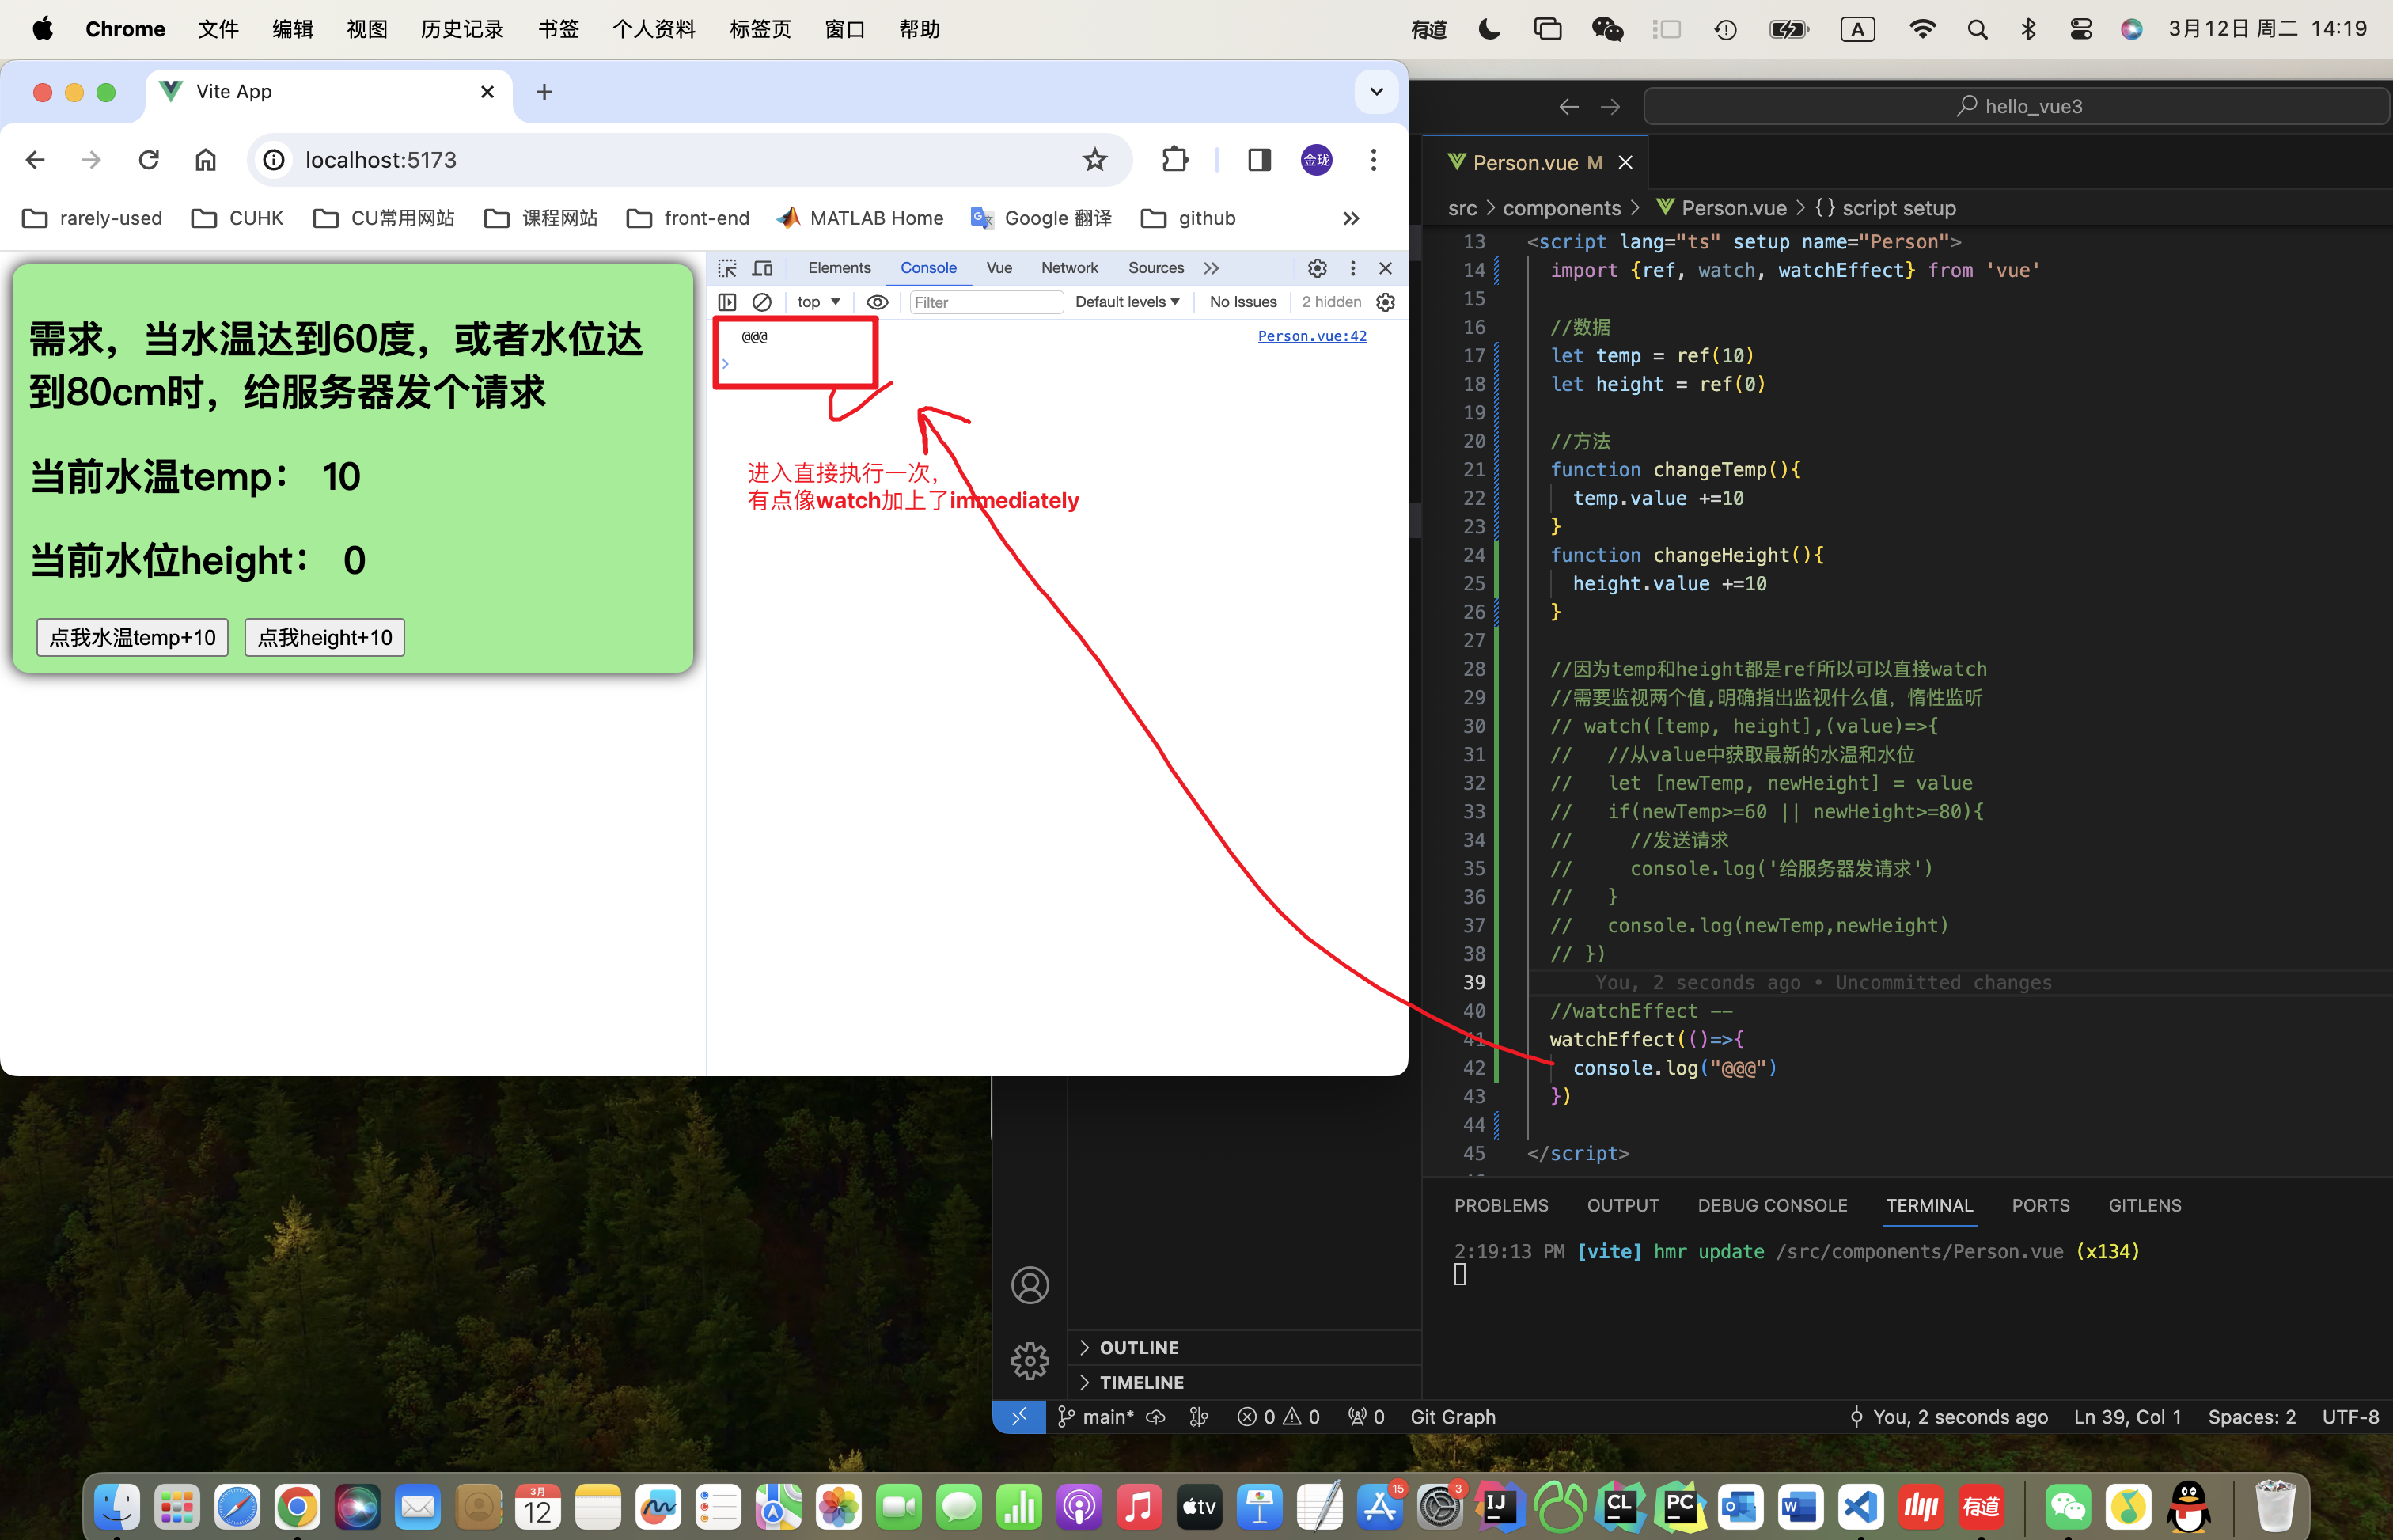 Chrome 文件 编辑 视图 历史记录 书签 个人资料 标签页 窗口 帮助 有道 A 3月12日 周二 14:19
Vite App
localhost:5173
金珑
rarely-used CUHK CU常用网站 课程网站 front-end MATLAB Home Google 翻译 github
需求，当水温达到60度，或者水位达
到80cm时，给服务器发个请求
当前水温temp： 10
当前水位height： 0
点我水温temp+10 点我height+10
Elements Console Vue Network Sources
top Filter Default levels No Issues 2 hidden
@@@ Person.vue:42
进入直接执行一次，
有点像watch加上了immediately
hello_vue3
Person.vue M
src > components > Person.vue > {} script setup
13 <script lang="ts" setup name="Person">
14 import {ref, watch, watchEffect} from 'vue'
15
16 //数据
17 let temp = ref(10)
18 let height = ref(0)
19
20 //方法
21 function changeTemp(){
22 temp.value +=10
23 }
24 function changeHeight(){
25 height.value +=10
26 }
27
28 //因为temp和height都是ref所以可以直接watch
29 //需要监视两个值,明确指出监视什么值，惰性监听
30 // watch([temp, height],(value)=>{
31 // //从value中获取最新的水温和水位
32 // let [newTemp, newHeight] = value
33 // if(newTemp>=60 || newHeight>=80){
34 // //发送请求
35 // console.log('给服务器发请求')
36 // }
37 // console.log(newTemp,newHeight)
38 // })
39 You, 2 seconds ago • Uncommitted changes
40 //watchEffect --
41 watchEffect(()=>{
42 console.log("@@@")
43 })
44
45 </script>
PROBLEMS OUTPUT DEBUG CONSOLE TERMINAL PORTS GITLENS
2:19:13 PM [vite] hmr update /src/components/Person.vue (x134)
OUTLINE
TIMELINE
main* 0 0 0 Git Graph You, 2 seconds ago Ln 39, Col 1 Spaces: 2 UTF-8
3月 12 tv 15 3 IJ CL PC W 有道